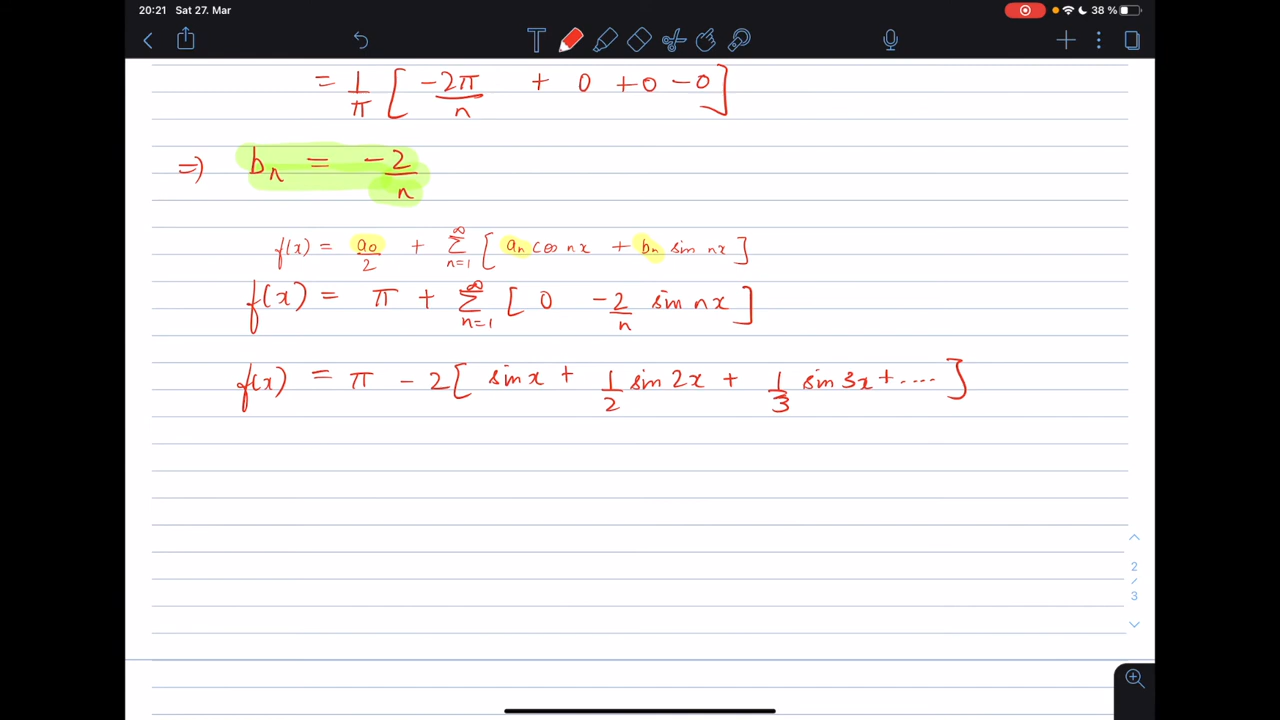 20:21 Sat 27. Mar 38 %
T
= 1/π [ -2π/n + 0 + 0 - 0 ]
⇒ bn = -2/n
f(x) = a0/2 + ∑n=1^∞ [ an cos nx + bn sin nx ]
f(x) = π + ∑n=1^∞ [ 0 -2/n sin nx ]
f(x) = π - 2 [ sin x + 1/2 sin 2x + 1/3 sin 3x + .... ]
2
/
3